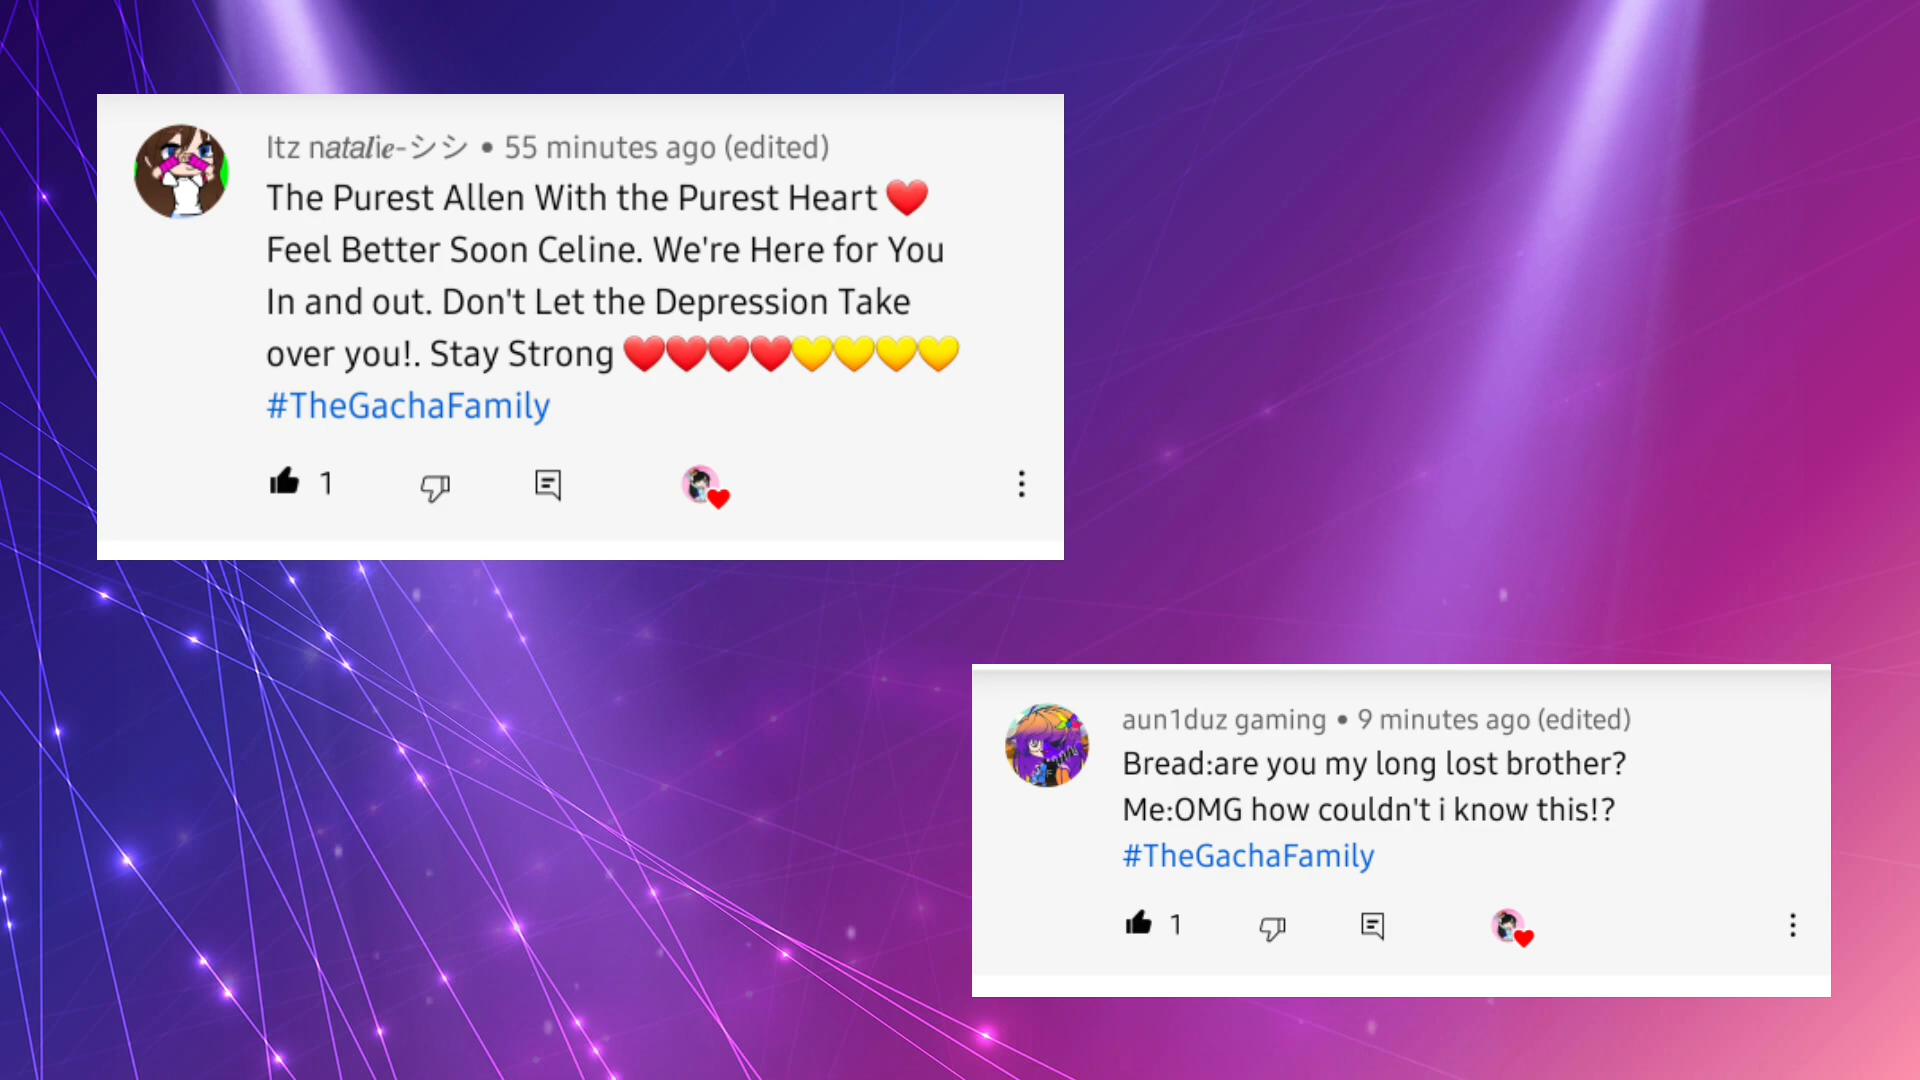 Itz natalie-シシ • 55 minutes ago (edited)
The Purest Allen With the Purest Heart ❤️
Feel Better Soon Celine. We're Here for You
In and out. Don't Let the Depression Take
over you!. Stay Strong ❤️❤️❤️❤️💛💛💛💛
#TheGachaFamily
1
aun1duz gaming • 9 minutes ago (edited)
Bread:are you my long lost brother?
Me:OMG how couldn't i know this!?
#TheGachaFamily
1